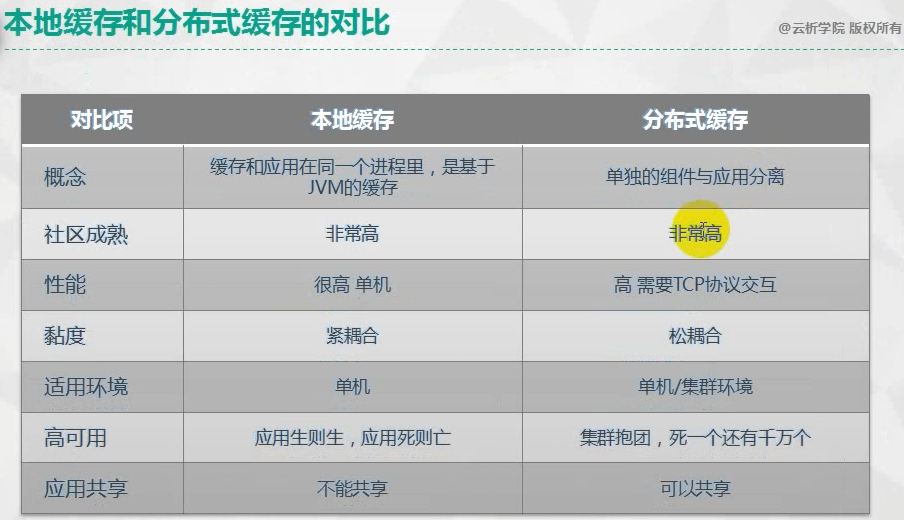 本地缓存和分布式缓存的对比
@云析学院 版权所有
对比项 本地缓存 分布式缓存
概念 缓存和应用在同一个进程里，是基于
JVM的缓存 单独的组件与应用分离
社区成熟 非常高 非常高
性能 很高 单机 高 需要TCP协议交互
黏度 紧耦合 松耦合
适用环境 单机 单机/集群环境
高可用 应用生则生，应用死则亡 集群抱团，死一个还有千万个
应用共享 不能共享 可以共享